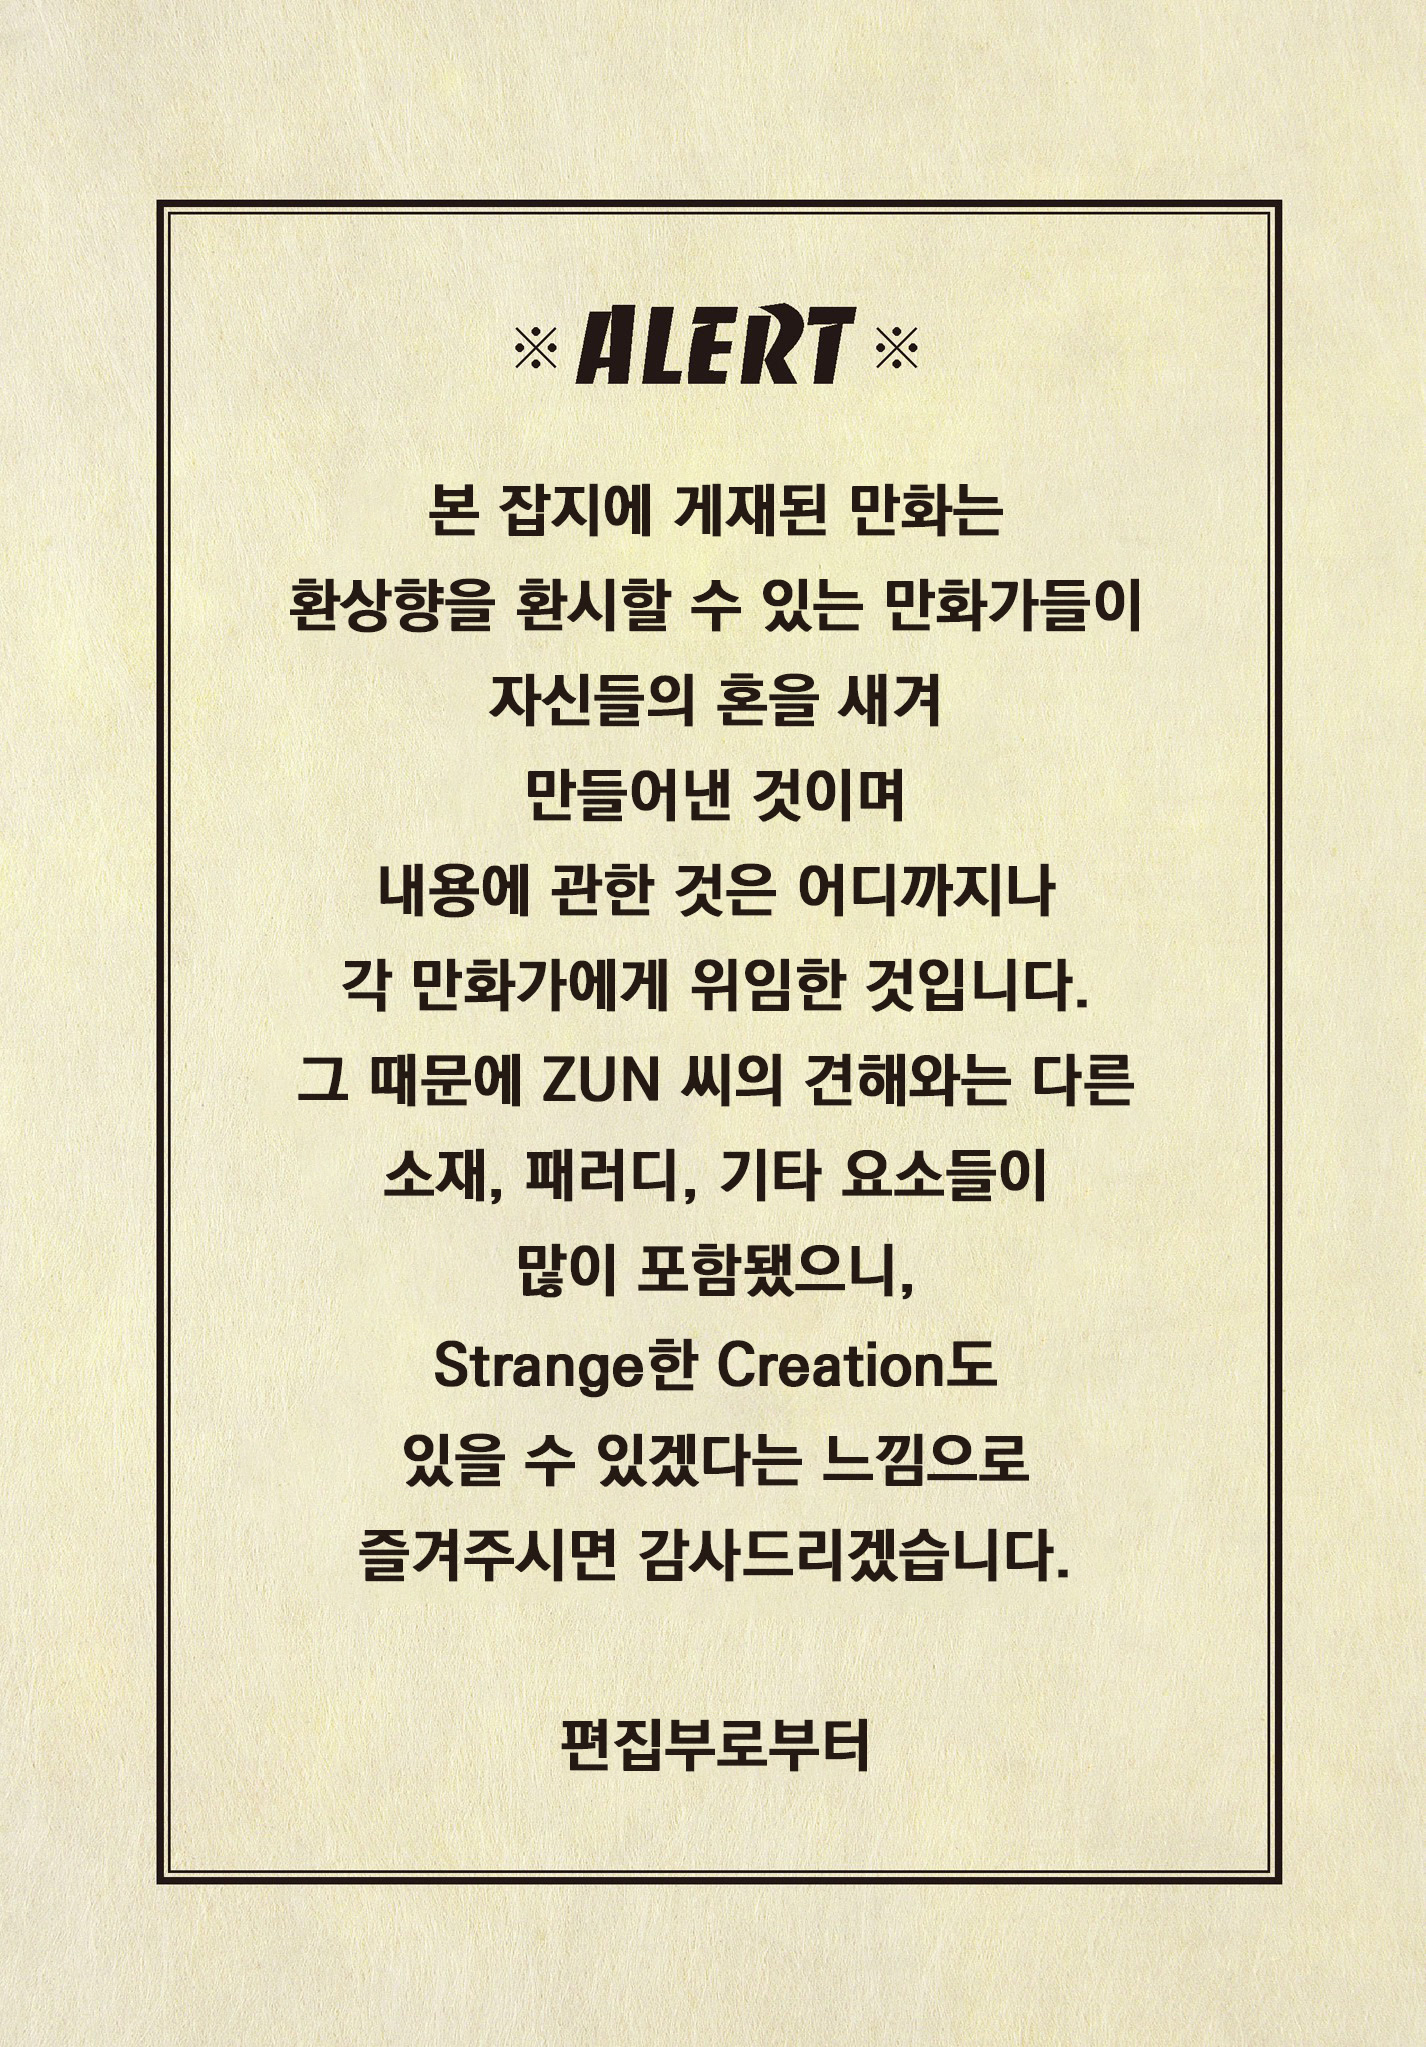 ※ALERT※
본 잡지에 게재된 만화는
환상향을 환시할 수 있는 만화가들이
자신들의 혼을 새겨
만들어낸 것이며
내용에 관한 것은 어디까지나
각 만화가에게 위임한 것입니다.
그 때문에 ZUN 씨의 견해와는 다른
소재, 패러디, 기타 요소들이
많이 포함됐으니,
Strange한 Creation도
있을 수 있겠다는 느낌으로
즐겨주시면 감사드리겠습니다.
편집부로부터